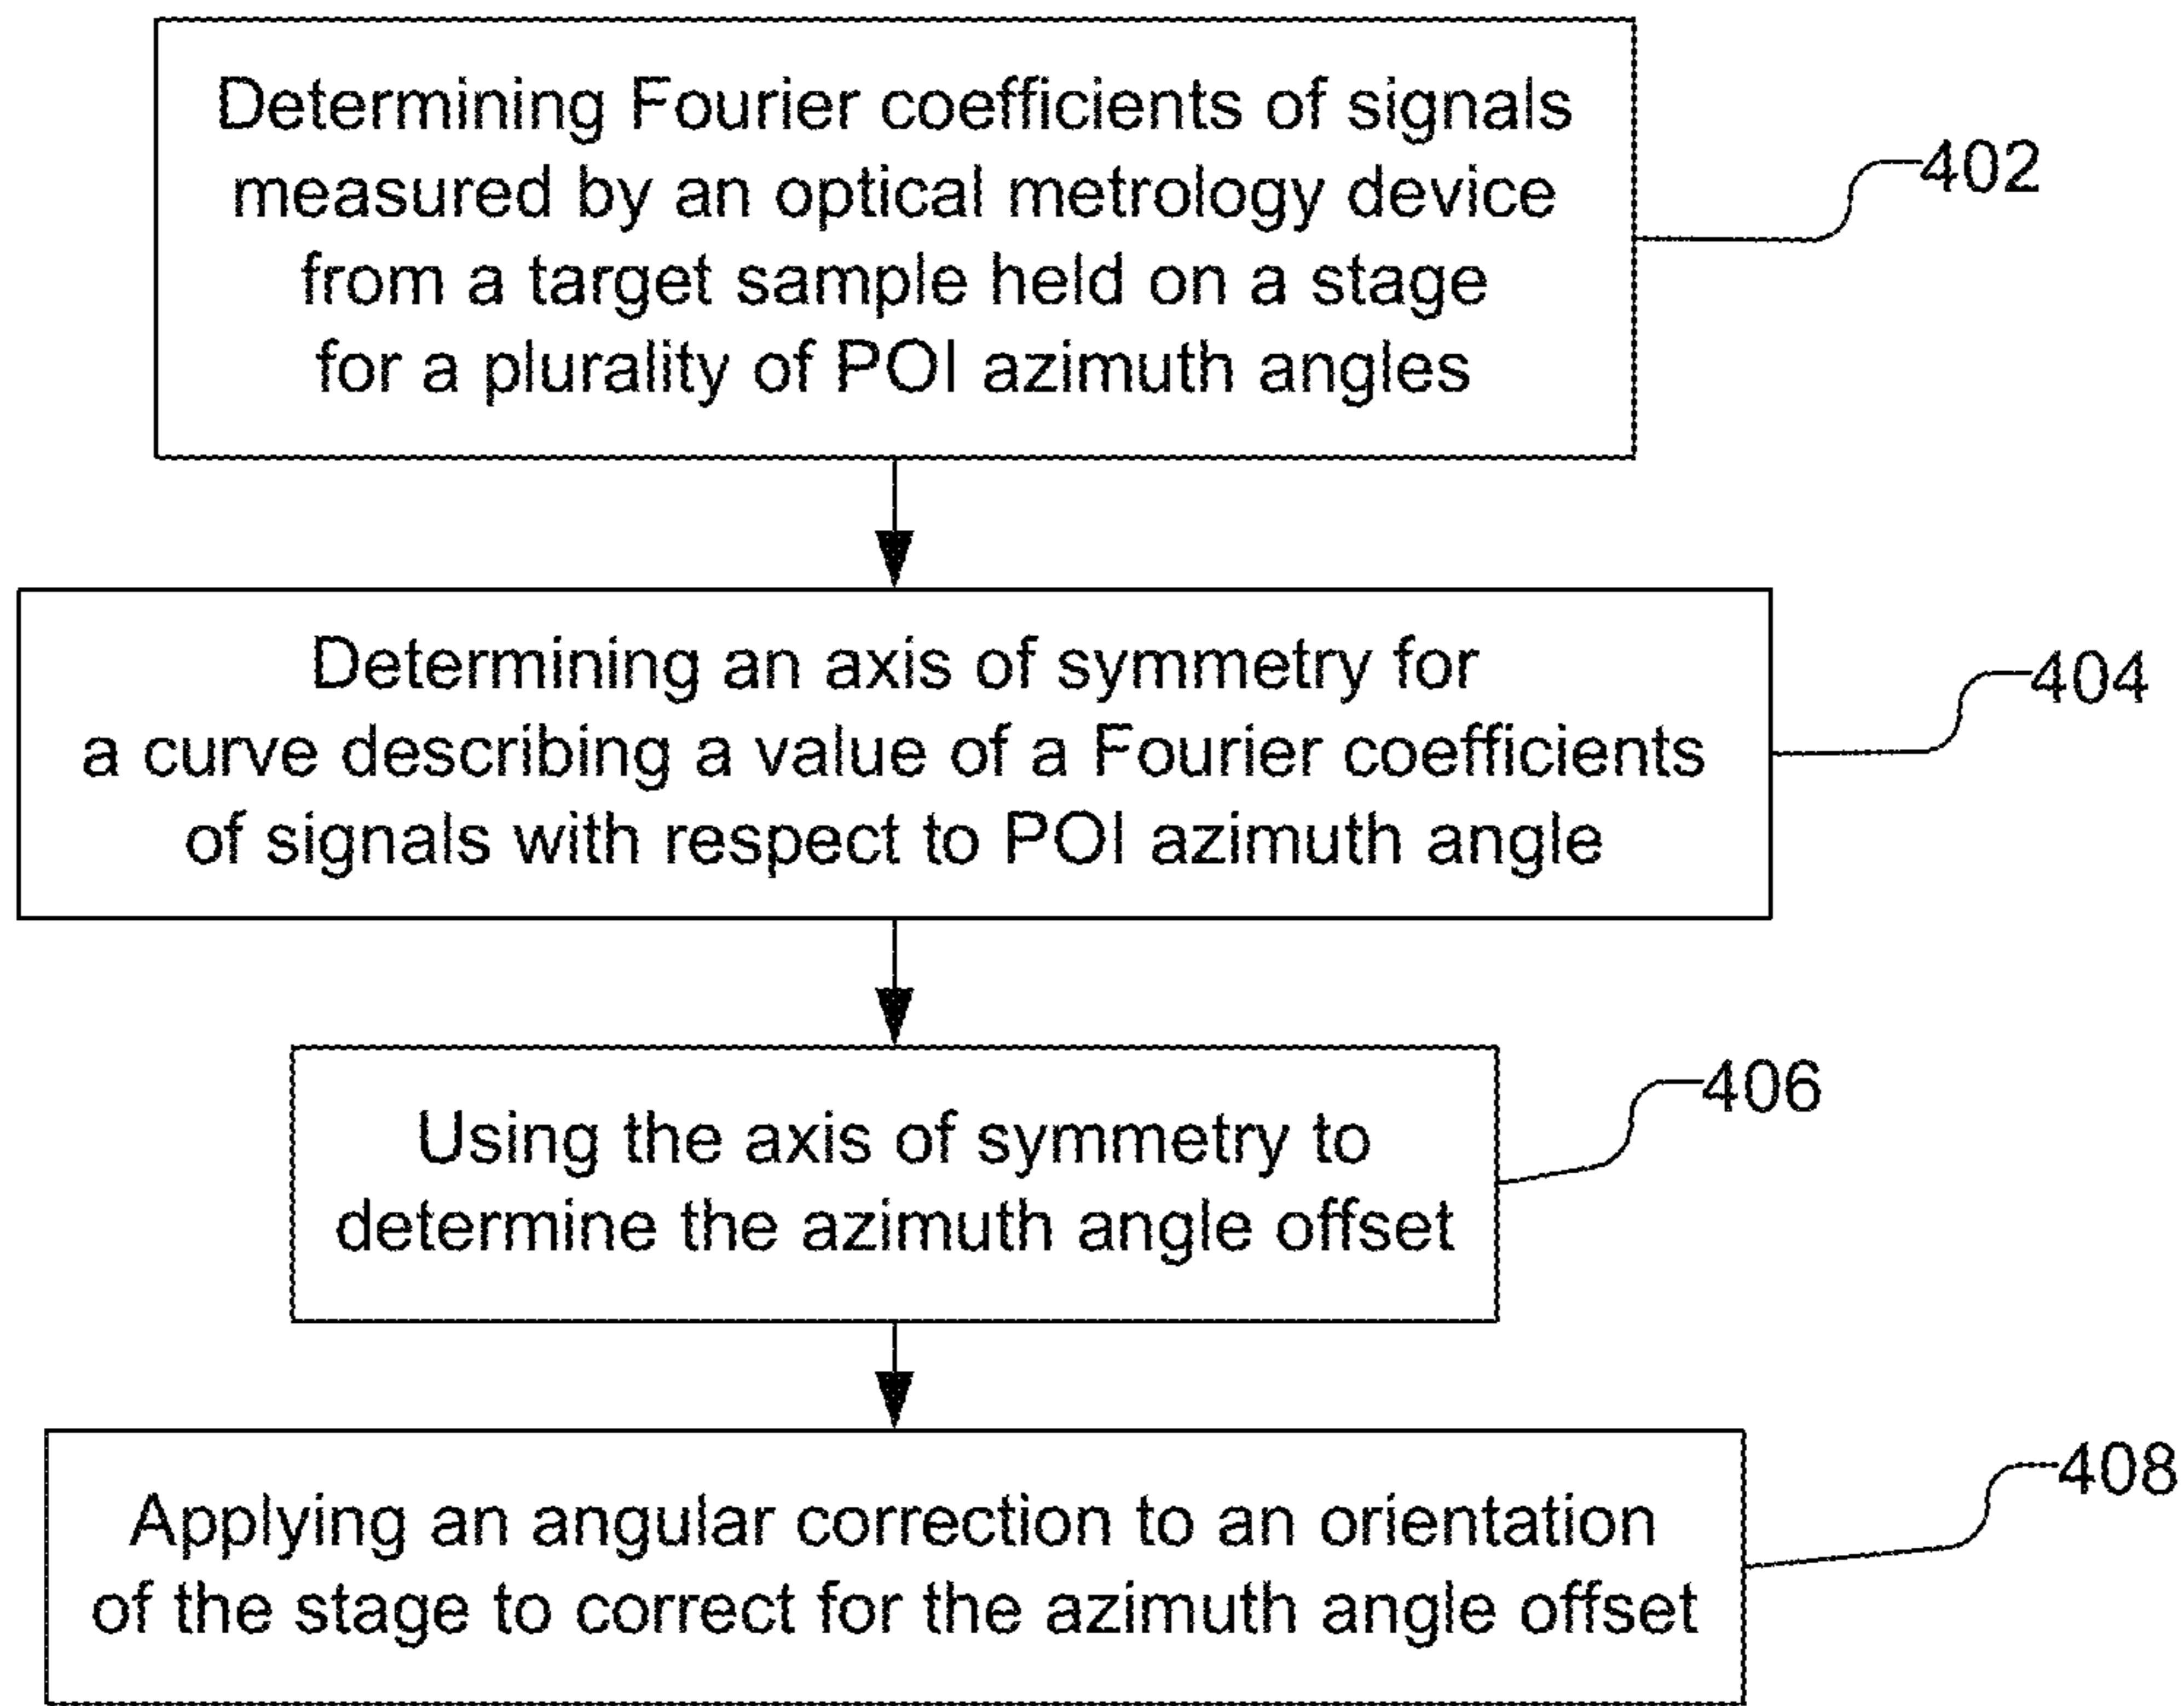 Determining Fourier coefficients of signals
measured by an optical metrology device
from a target sample held on a stage
for a plurality of POI azimuth angles
402
Determining an axis of symmetry for
a curve describing a value of a Fourier coefficients
of signals with respect to POI azimuth angle
404
Using the axis of symmetry to
determine the azimuth angle offset
406
Applying an angular correction to an orientation
of the stage to correct for the azimuth angle offset
408